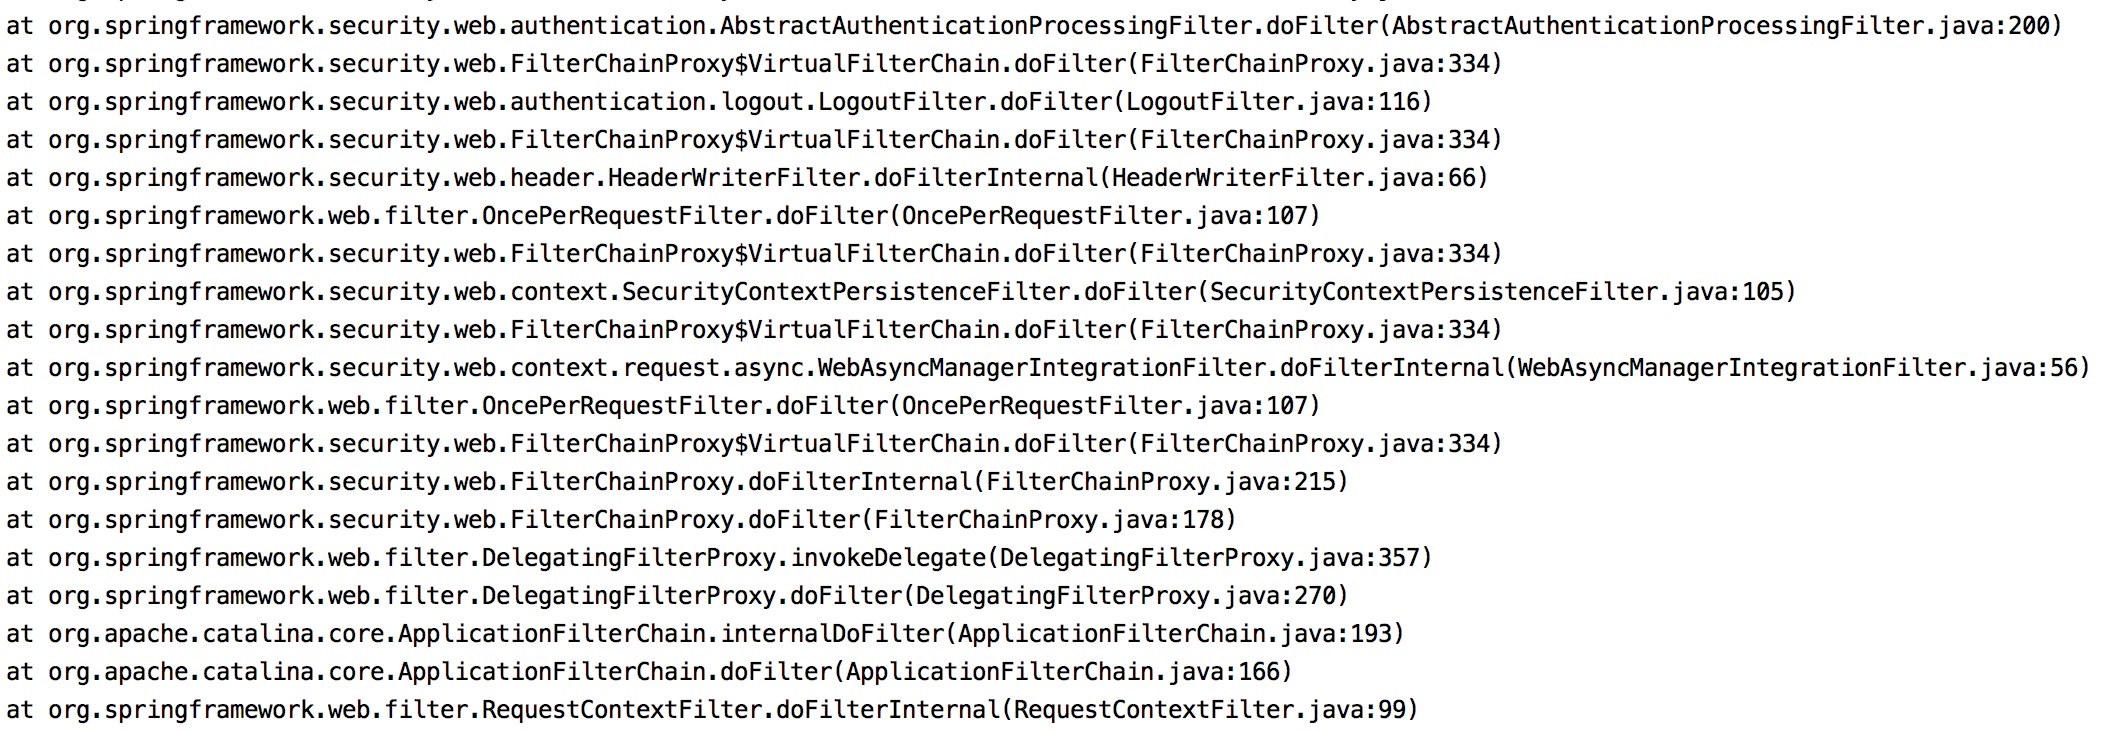 at org.springframework.security.web.authentication.AbstractAuthenticationProcessingFilter.doFilter(AbstractAuthenticationProcessingFilter.java:200)
at org.springframework.security.web.FilterChainProxy$VirtualFilterChain.doFilter(FilterChainProxy.java:334)
at org.springframework.security.web.authentication.logout.LogoutFilter.doFilter(LogoutFilter.java:116)
at org.springframework.security.web.FilterChainProxy$VirtualFilterChain.doFilter(FilterChainProxy.java:334)
at org.springframework.security.web.header.HeaderWriterFilter.doFilterInternal(HeaderWriterFilter.java:66)
at org.springframework.web.filter.OncePerRequestFilter.doFilter(OncePerRequestFilter.java:107)
at org.springframework.security.web.FilterChainProxy$VirtualFilterChain.doFilter(FilterChainProxy.java:334)
at org.springframework.security.web.context.SecurityContextPersistenceFilter.doFilter(SecurityContextPersistenceFilter.java:105)
at org.springframework.security.web.FilterChainProxy$VirtualFilterChain.doFilter(FilterChainProxy.java:334)
at org.springframework.security.web.context.request.async.WebAsyncManagerIntegrationFilter.doFilterInternal(WebAsyncManagerIntegrationFilter.java:56)
at org.springframework.web.filter.OncePerRequestFilter.doFilter(OncePerRequestFilter.java:107)
at org.springframework.security.web.FilterChainProxy$VirtualFilterChain.doFilter(FilterChainProxy.java:334)
at org.springframework.security.web.FilterChainProxy.doFilterInternal(FilterChainProxy.java:215)
at org.springframework.security.web.FilterChainProxy.doFilter(FilterChainProxy.java:178)
at org.springframework.web.filter.DelegatingFilterProxy.invokeDelegate(DelegatingFilterProxy.java:357)
at org.springframework.web.filter.DelegatingFilterProxy.doFilter(DelegatingFilterProxy.java:270)
at org.apache.catalina.core.ApplicationFilterChain.internalDoFilter(ApplicationFilterChain.java:193)
at org.apache.catalina.core.ApplicationFilterChain.doFilter(ApplicationFilterChain.java:166)
at org.springframework.web.filter.RequestContextFilter.doFilterInternal(RequestContextFilter.java:99)